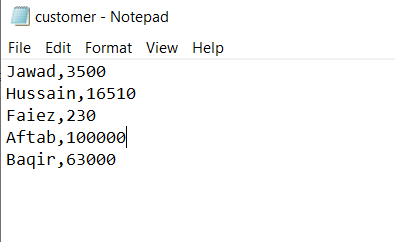 customer - Notepad
File Edit Format View Help
Jawad,3500
Hussain,16510
Faiez,230
Aftab,100000
Baqir,63000